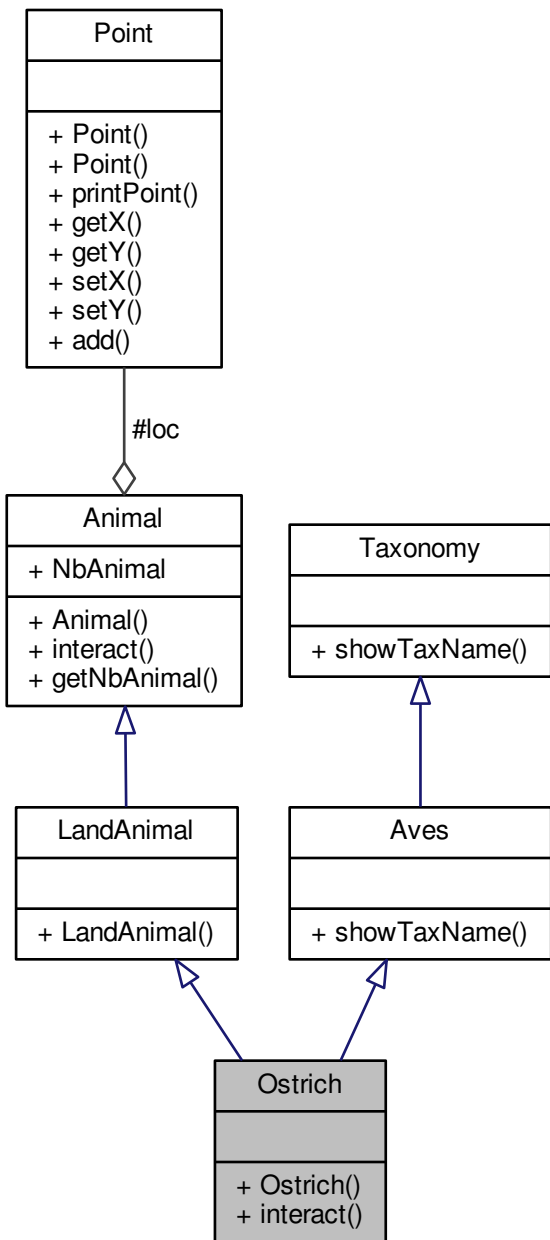 Point
+ Point()
+ Point()
+ printPoint()
+ getX()
+ getY()
+ setX()
+ setY()
+ add()
#loc
Animal
+ NbAnimal
+ Animal()
+ interact()
+ getNbAnimal()
Taxonomy
+ showTaxName()
LandAnimal
+ LandAnimal()
Aves
+ showTaxName()
Ostrich
+ Ostrich()
+ interact()